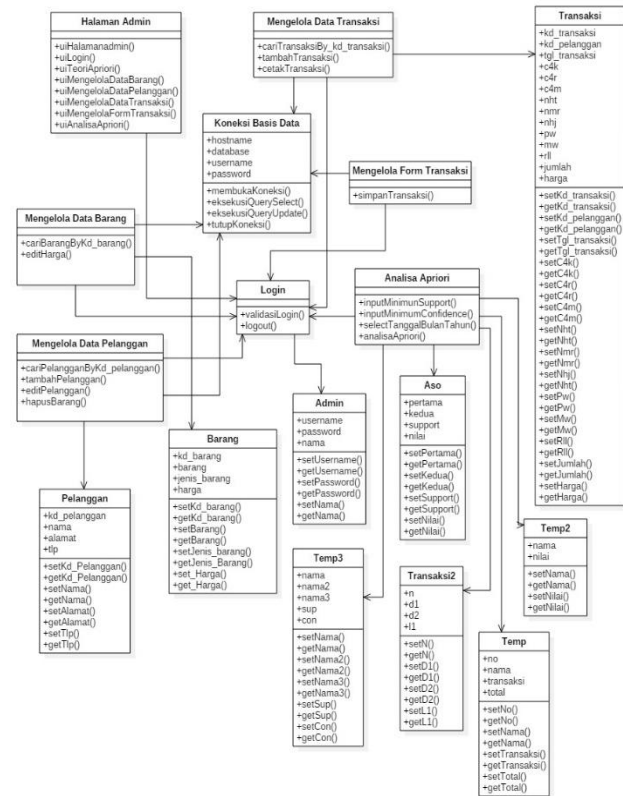 Halaman Admin
+uiHalamanadmin()
+uiLogin()
+uiTeoriApriori()
+uiMengelolaDataBarang()
+uiMengelolaDataPelanggan()
+uiMengelolaDataTransaksi()
+uiMengelolaFormTransaksi()
+uiAnalisaApriori()
Mengelola Data Transaksi
+cariTransaksiBy_kd_transaksi()
+tambahTransaksi()
+cetakTransaksi()
Transaksi
+kd_transaksi
+kd_pelanggan
+tgl_transaksi
+c4k
+c4r
+c4m
+nht
+nmr
+nhj
+pw
+mw
+rll
+jumlah
+harga
+setKd_transaksi()
+getKd_transaksi()
+setKd_pelanggan()
+getKd_pelanggan()
+setTgl_transaksi()
+getTgl_transaksi()
+setC4k()
+getC4k()
+setC4r()
+getC4r()
+setC4m()
+getC4m()
+setNht()
+getNht()
+setNmr()
+getNmr()
+setNhj()
+getNht()
+setPw()
+getPw()
+setMw()
+getMw()
+setRll()
+getRll()
+setJumlah()
+getJumlah()
+setHarga()
+getHarga()
Koneksi Basis Data
+hostname
+database
+username
+password
+membukaKoneksi()
+eksekusiQuerySelect()
+eksekusiQueryUpdate()
+tutupKoneksi()
Mengelola Form Transaksi
+simpanTransaksi()
Mengelola Data Barang
+cariBarangByKd_barang()
+editHarga()
Login
+validasiLogin()
+logout()
Analisa Apriori
+inputMinimunSupport()
+inputMinimumConfidence()
+selectTanggalBulanTahun()
+analisaApriori()
Mengelola Data Pelanggan
+cariPelangganByKd_pelanggan()
+tambahPelanggan()
+editPelanggan()
+hapusBarang()
Admin
+username
+password
+nama
+setUsername()
+getUsername()
+setPassword()
+getPassword()
+setNama()
+getNama()
Aso
+pertama
+kedua
+support
+nilai
+setPertama()
+getPertama()
+setKedua()
+getKedua()
+setSupport()
+getSupport()
+setNilai()
+getNilai()
Barang
+kd_barang
+barang
+jenis_barang
+harga
+setKd_barang()
+getKd_barang()
+setBarang()
+getBarang()
+setJenis_barang()
+getJenis_Barang()
+set_Harga()
+get_Harga()
Pelanggan
+kd_pelanggan
+nama
+alamat
+tlp
+setKd_Pelanggan()
+getKd_Pelanggan()
+setNama()
+getNama()
+setAlamat()
+getAlamat()
+setTlp()
+getTlp()
Temp2
+nama
+nilai
+setNama()
+getNama()
+setNilai()
+getNilai()
Temp3
+nama
+nama2
+nama3
+sup
+con
+setNama()
+getNama()
+setNama2()
+getNama2()
+setNama3()
+getNama3()
+setSup()
+getSup()
+setCon()
+getCon()
Transaksi2
+n
+d1
+d2
+l1
+setN()
+getN()
+setD1()
+getD1()
+setD2()
+getD2()
+setL1()
+getL1()
Temp
+no
+nama
+transaksi
+total
+setNo()
+getNo()
+setNama()
+getNama()
+setTransaksi()
+getTransaksi()
+setTotal()
+getTotal()